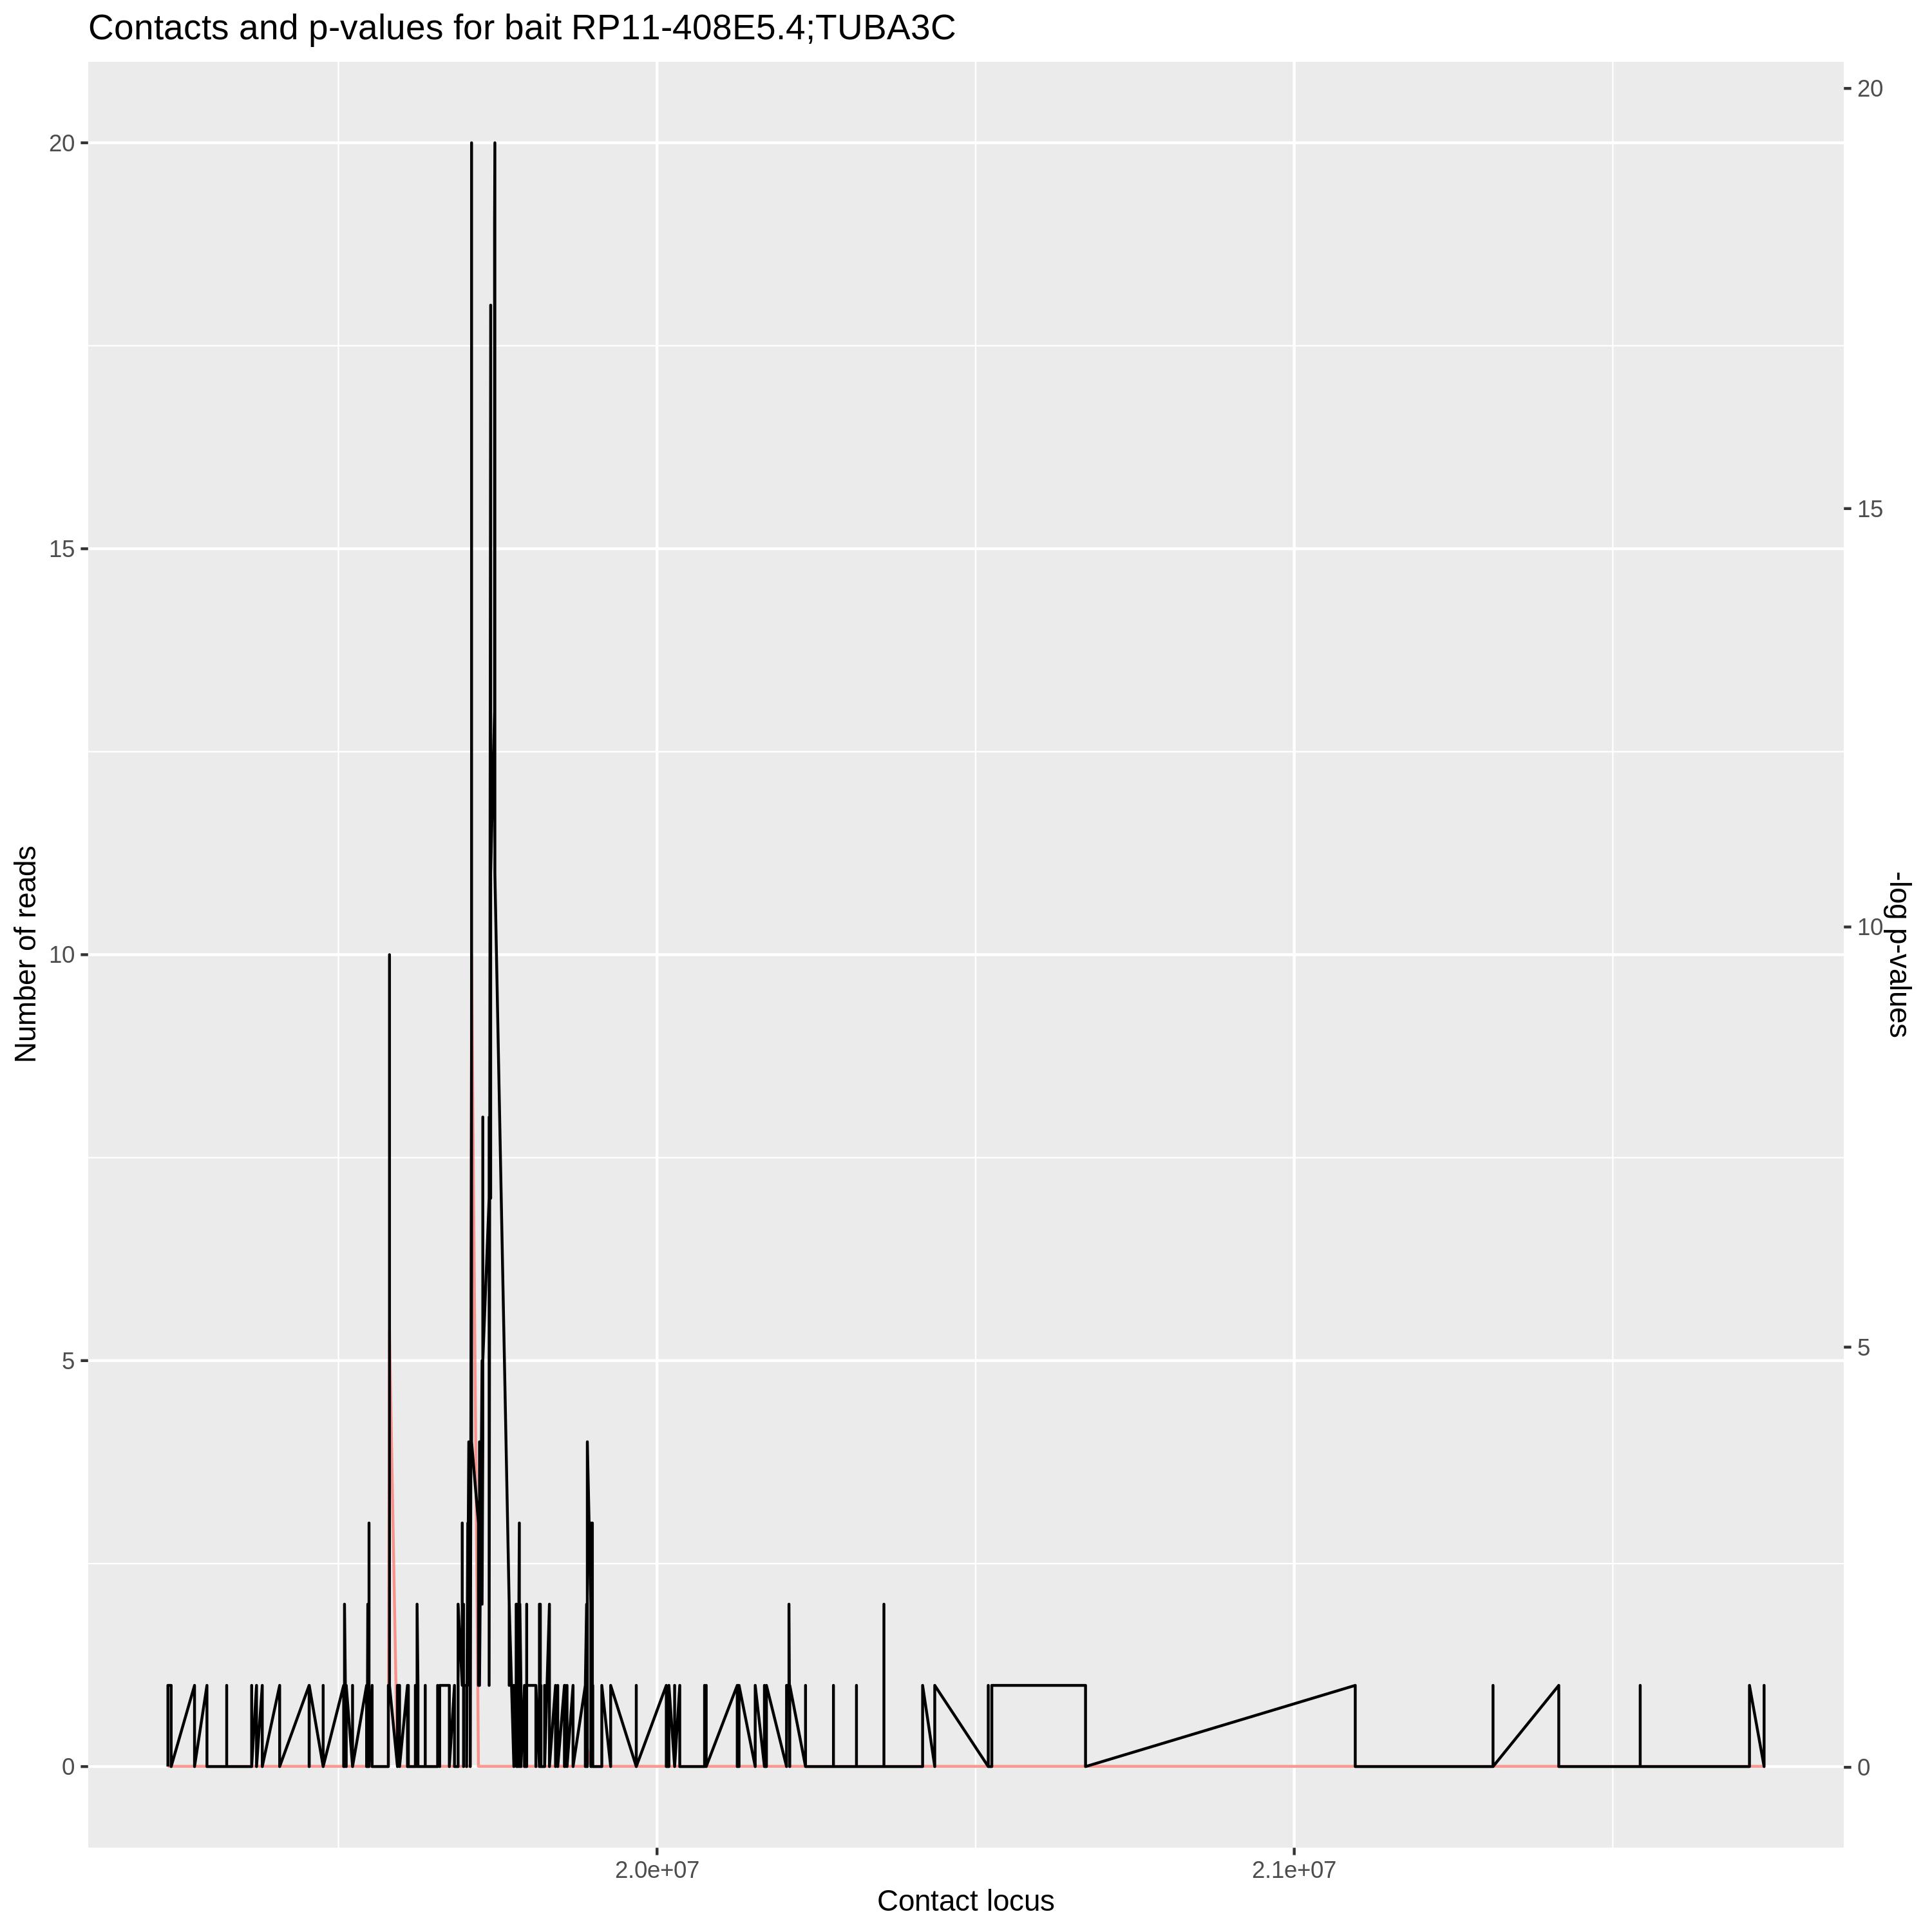 Contacts and p-values for bait RP11-408E5.4;TUBA3C
20
15
10
5
0
Number of reads
20
15
10
5
0
-log p-values
2.0e+07
2.1e+07
Contact locus